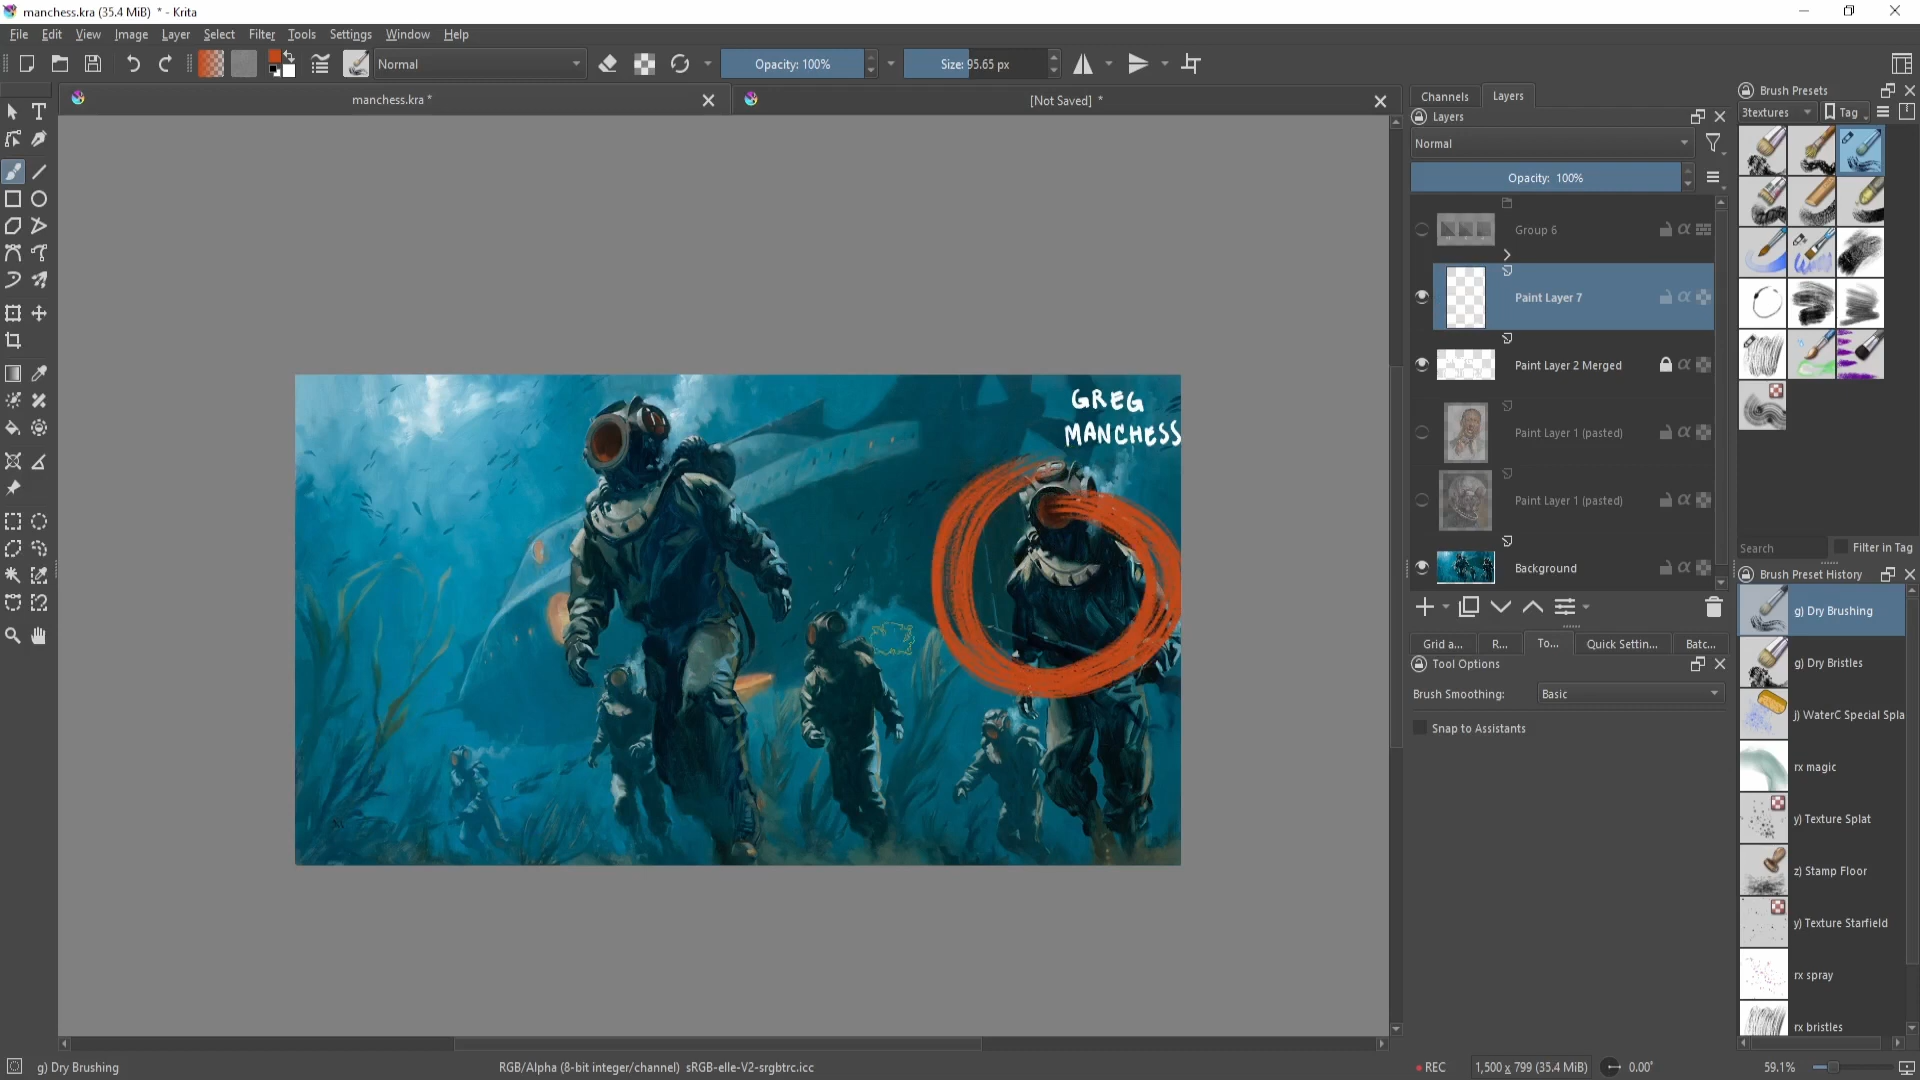 manchess.kra (35.4 MiB) * - Krita
File Edit View Image Layer Select Filter Tools Settings Window Help
Normal Opacity: 100% Size: 95.65 px
manchess.kra * [Not Saved] *
GREG
MANCHESS
Channels Layers
Layers
Normal
Opacity: 100%
Group 6
Paint Layer 7
Paint Layer 2 Merged
Paint Layer 1 (pasted)
Paint Layer 1 (pasted)
Background
Grid a... R... To... Quick Settin... Batc...
Tool Options
Brush Smoothing: Basic
Snap to Assistants
Brush Presets
3textures Tag
Search Filter in Tag
Brush Preset History
g) Dry Brushing
g) Dry Bristles
j) WaterC Special Spla
rx magic
y) Texture Splat
z) Stamp Floor
y) Texture Starfield
rx spray
rx bristles
g) Dry Brushing RGB/Alpha (8-bit integer/channel) sRGB-elle-V2-srgbtrc.icc REC 1,500 x 799 (35.4 MiB) 0.00° 59.1%